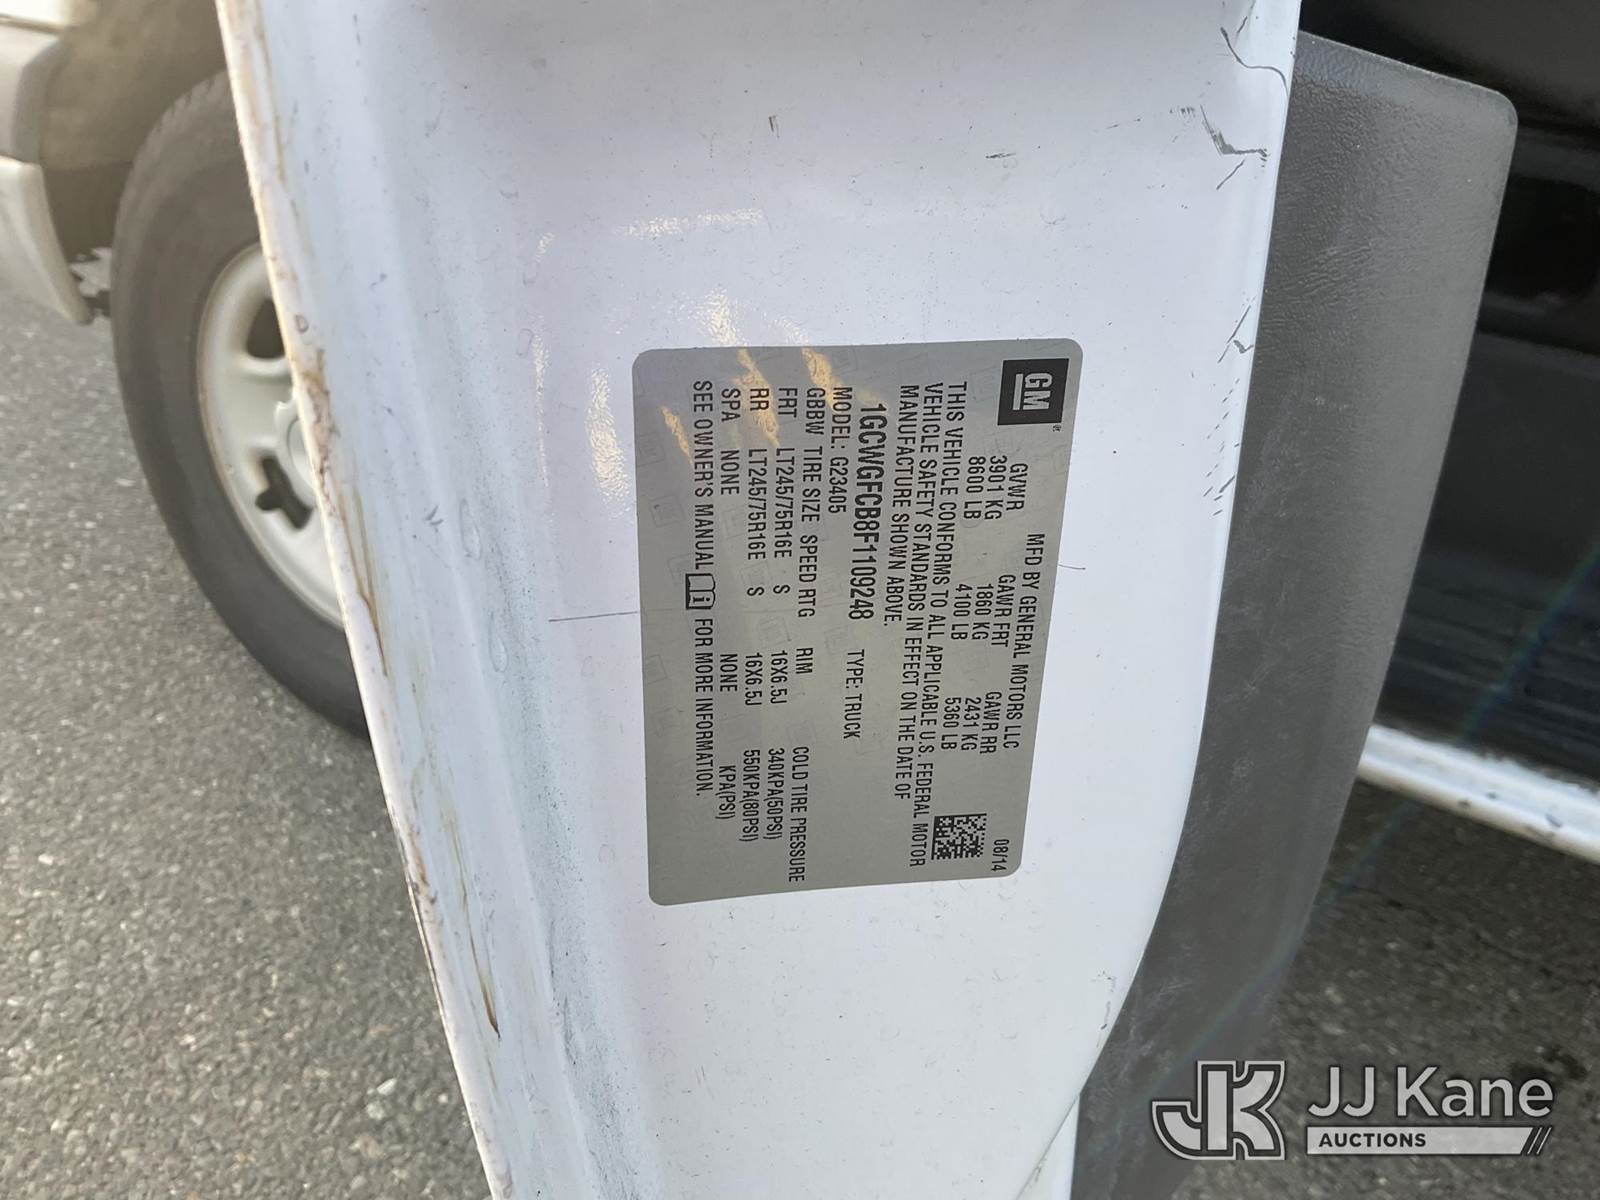 GM
MFD BY GENERAL MOTORS LLC
08/14
GVWR GAWR FRT GAWR RR
3901 KG 1860 KG 2431 KG
8600 LB 4100 LB 5360 LB
THIS VEHICLE CONFORMS TO ALL APPLICABLE U.S. FEDERAL MOTOR
VEHICLE SAFETY STANDARDS IN EFFECT ON THE DATE OF
MANUFACTURE SHOWN ABOVE.
1GCWGFCB8F1109248 TYPE: TRUCK
MODEL: G23405
GBBW TIRE SIZE SPEED RTG RIM COLD TIRE PRESSURE
FRT LT245/75R16E S 16X6.5J 340KPA(50PSI)
RR LT245/75R16E S 16X6.5J 550KPA(80PSI)
SPA NONE NONE KPA(PSI)
SEE OWNER'S MANUAL i FOR MORE INFORMATION.
JK JJ Kane
AUCTIONS